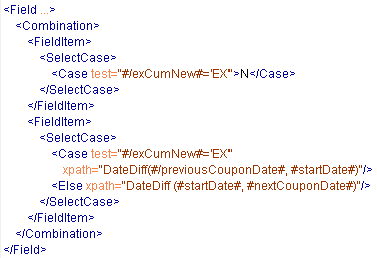 <Field ...>
<Combination>
<FieldItem>
<SelectCase>
<Case test="#/exCumNew#='EX'">N</Case>
</SelectCase>
</FieldItem>
<FieldItem>
<SelectCase>
<Case test="#/exCumNew#='EX'"
xpath="DateDiff(#/previousCouponDate#, #startDate#)"/>
<Else xpath="DateDiff (#startDate#, #nextCouponDate#)"/>
</SelectCase>
</FieldItem>
</Combination>
</Field>